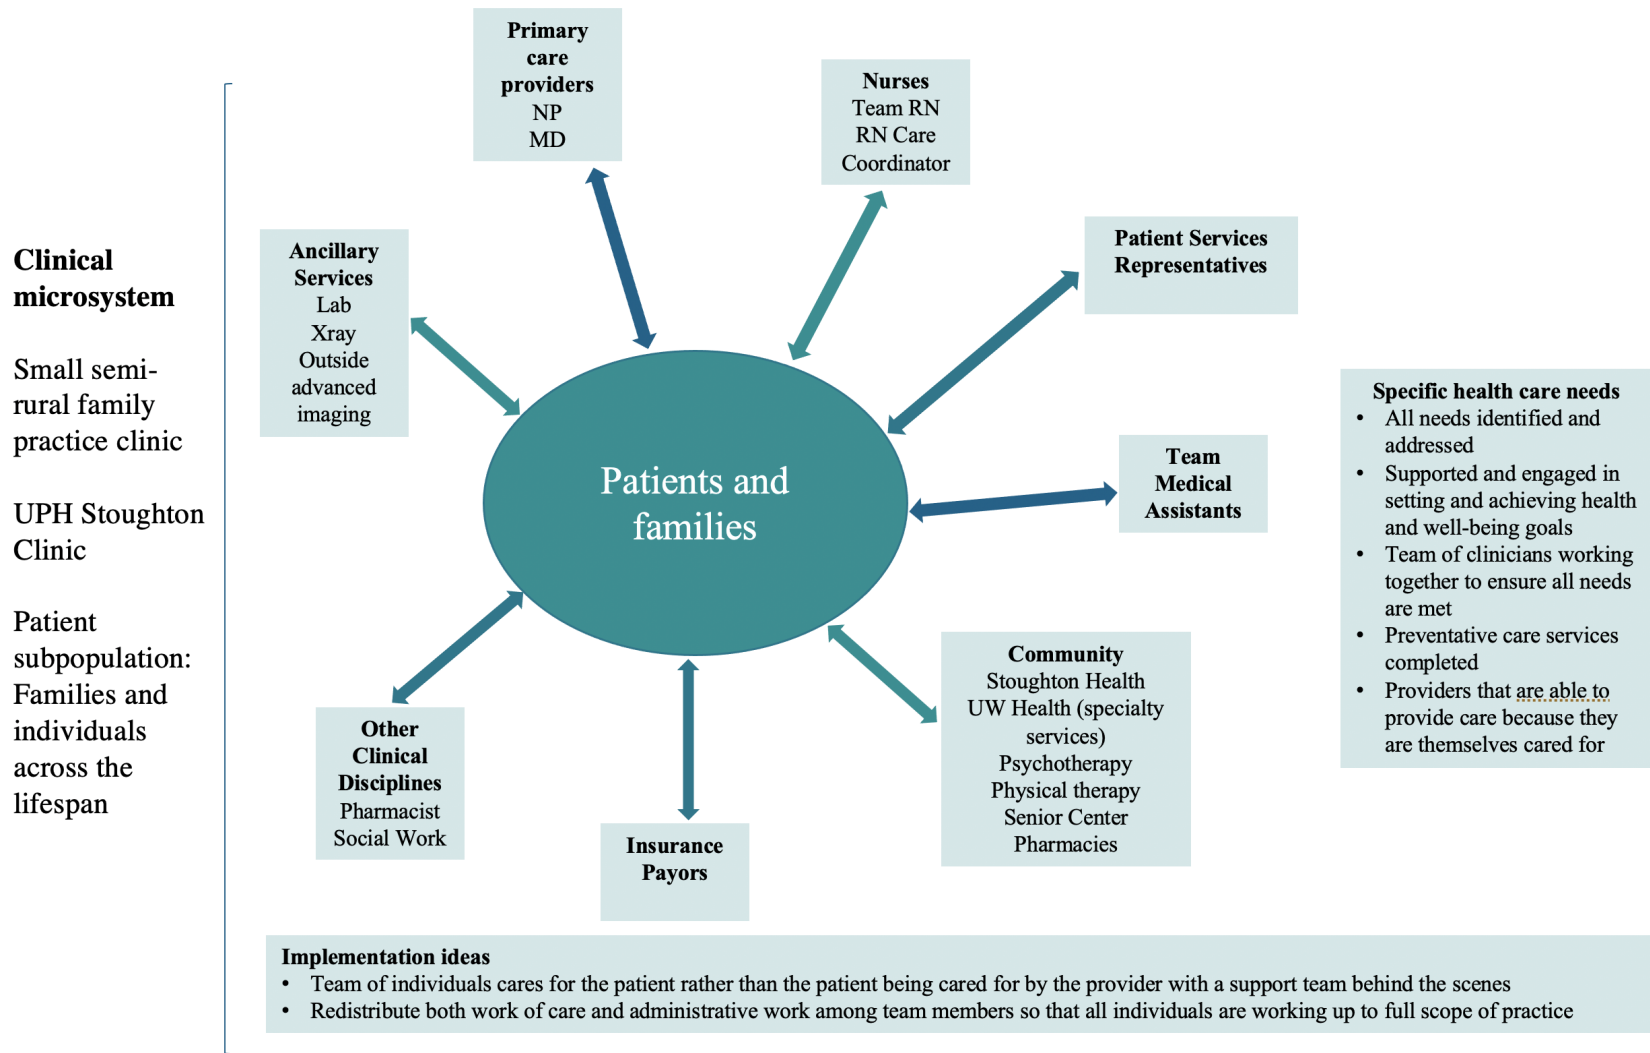 Clinical
microsystem
Small semi-
rural family
practice clinic
UPH Stoughton
Clinic
Patient
subpopulation:
Families and
individuals
across the
lifespan
Primary
care
providers
NP
MD
Nurses
Team RN
RN Care
Coordinator
Patient Services
Representatives
Ancillary
Services
Lab
Xray
Outside
advanced
imaging
Patients and
families
Team
Medical
Assistants
Specific health care needs
• All needs identified and
addressed
• Supported and engaged in
setting and achieving health
and well-being goals
• Team of clinicians working
together to ensure all needs
are met
• Preventative care services
completed
• Providers that are able to
provide care because they
are themselves cared for
Other
Clinical
Disciplines
Pharmacist
Social Work
Insurance
Payors
Community
Stoughton Health
UW Health (specialty
services)
Psychotherapy
Physical therapy
Senior Center
Pharmacies
Implementation ideas
• Team of individuals cares for the patient rather than the patient being cared for by the provider with a support team behind the scenes
• Redistribute both work of care and administrative work among team members so that all individuals are working up to full scope of practice